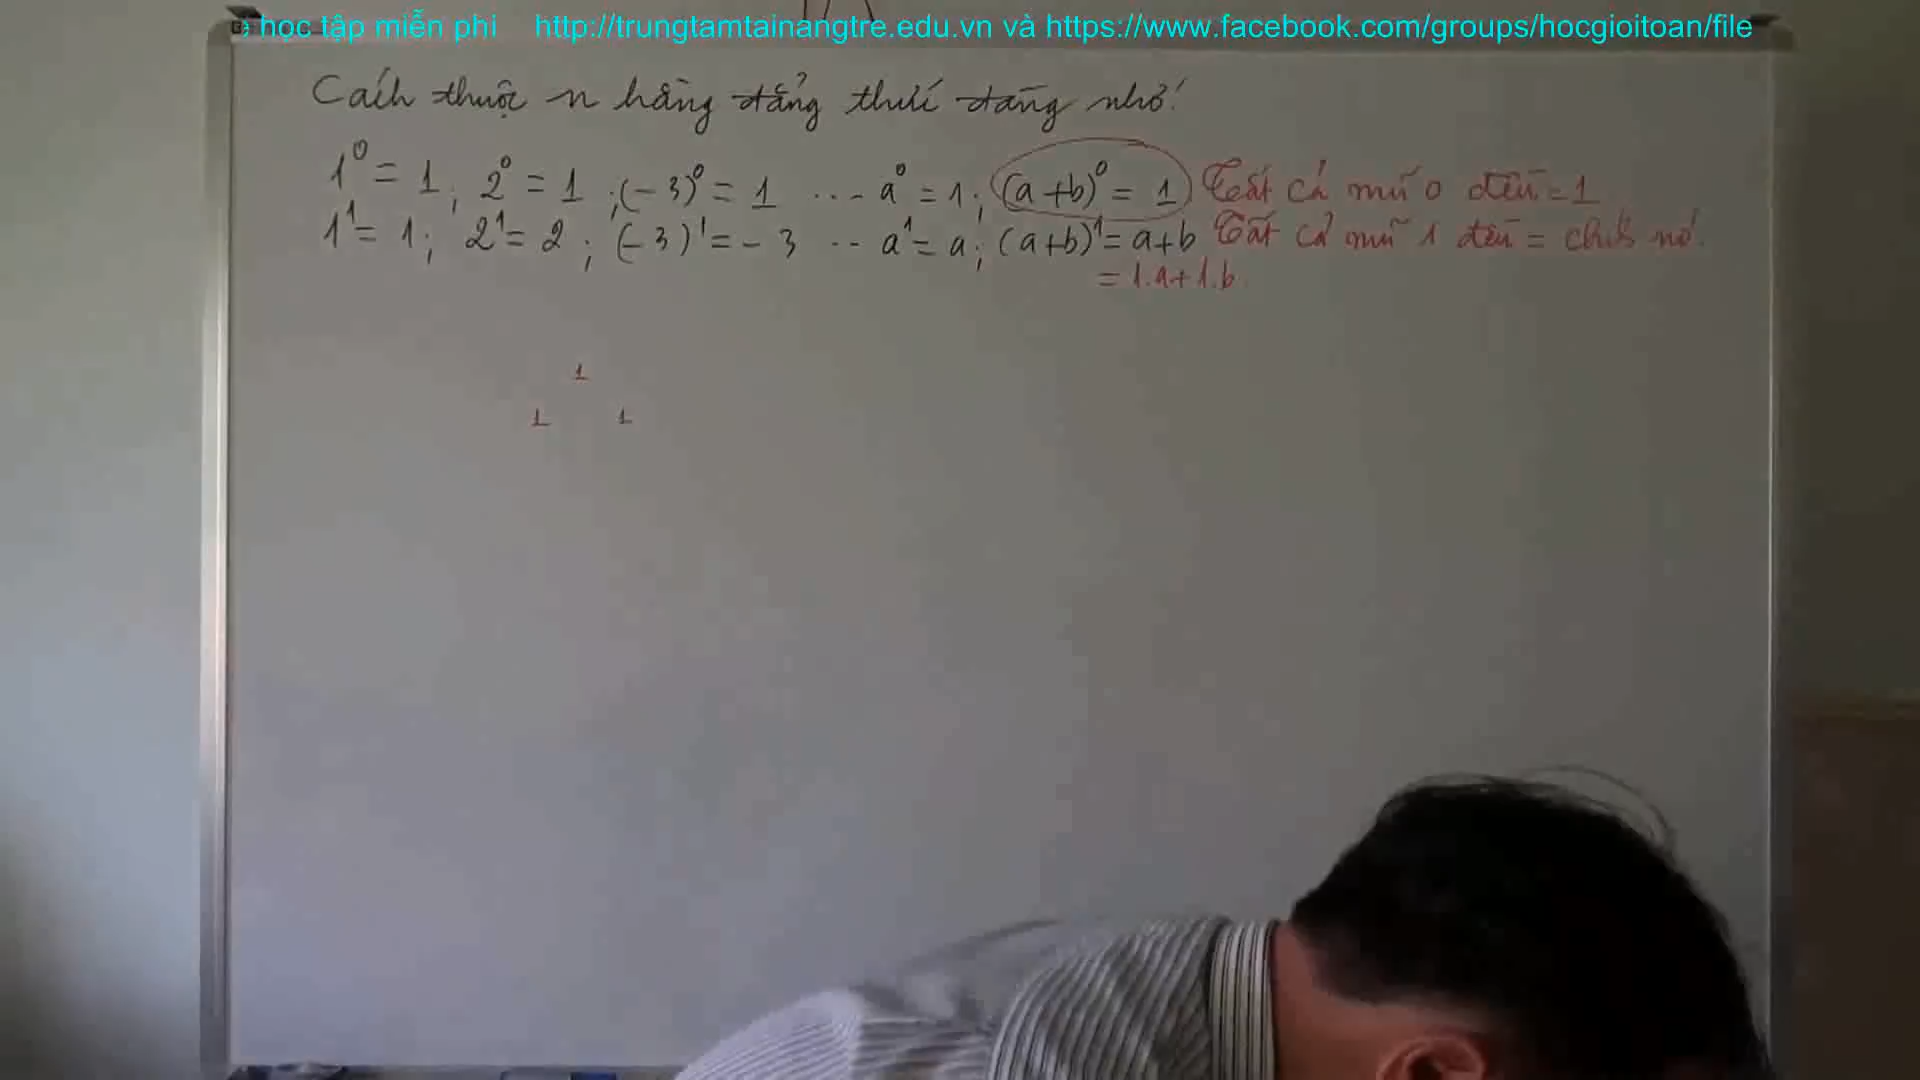 học tập miễn phí http://trungtamtainangtre.edu.vn và https://www.facebook.com/groups/hocgioitoan/file
Cách thuộc n hằng đẳng thức đáng nhớ!
1⁰ = 1; 2⁰ = 1; (-3)⁰ = 1 ... a⁰ = 1; (a+b)⁰ = 1 Tất cả mũ 0 đều = 1
1¹ = 1; 2¹ = 2; (-3)¹ = -3 ... a¹ = a; (a+b)¹ = a+b Tất cả mũ 1 đều = chính nó.
= 1.a + 1.b
1
1 1